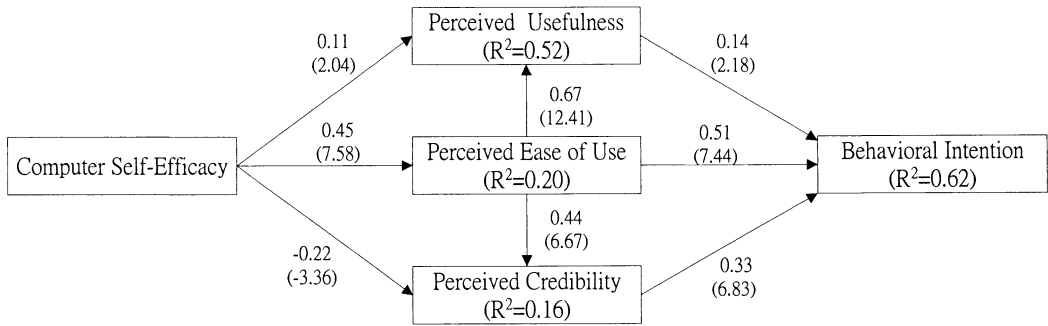 Perceived Usefulness
(R²=0.52)
0.11
(2.04)
0.14
(2.18)
0.67
(12.41)
0.45
(7.58)
0.51
(7.44)
Computer Self-Efficacy
Perceived Ease of Use
(R²=0.20)
Behavioral Intention
(R²=0.62)
0.44
(6.67)
-0.22
(-3.36)
0.33
(6.83)
Perceived Credibility
(R²=0.16)